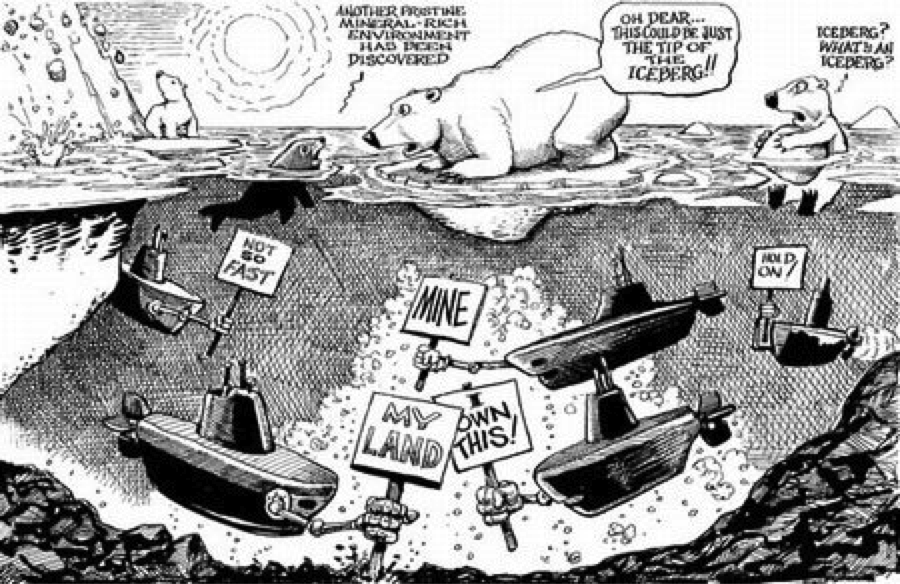 ANOTHER PRISTINE
MINERAL-RICH
ENVIRONMENT
HAS BEEN
DISCOVERED
OH DEAR...
THIS COULD BE JUST
THE TIP OF
THE
ICEBERG!!
ICEBERG?
WHAT'S AN
ICEBERG?
NOT
SO
FAST
HOLD
ON!
MINE
MY
LAND
I
OWN
THIS!